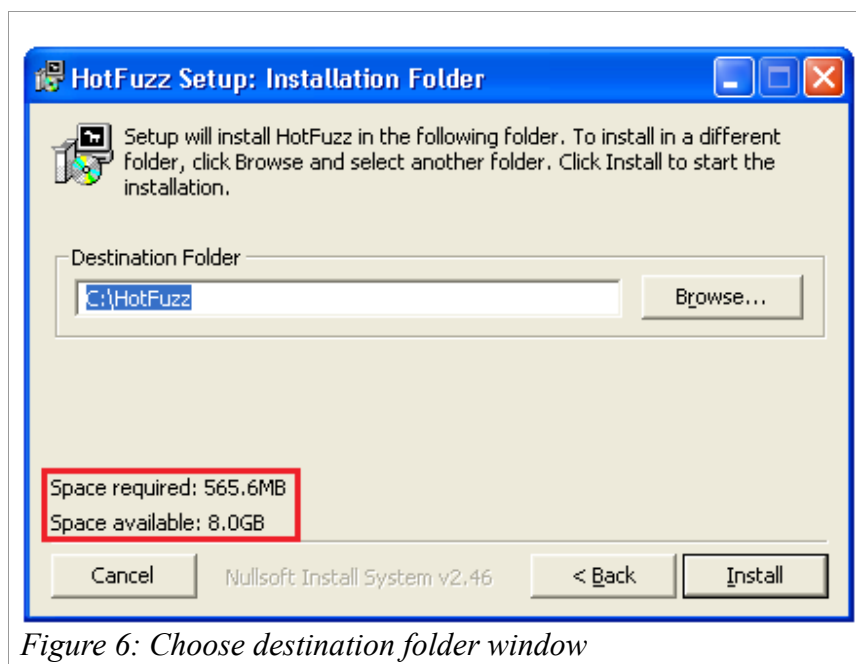 HotFuzz Setup: Installation Folder
Setup will install HotFuzz in the following folder. To install in a different
folder, click Browse and select another folder. Click Install to start the
installation.
Destination Folder
C:\HotFuzz
Browse...
Space required: 565.6MB
Space available: 8.0GB
Cancel
Nullsoft Install System v2.46
< Back
Install
Figure 6: Choose destination folder window